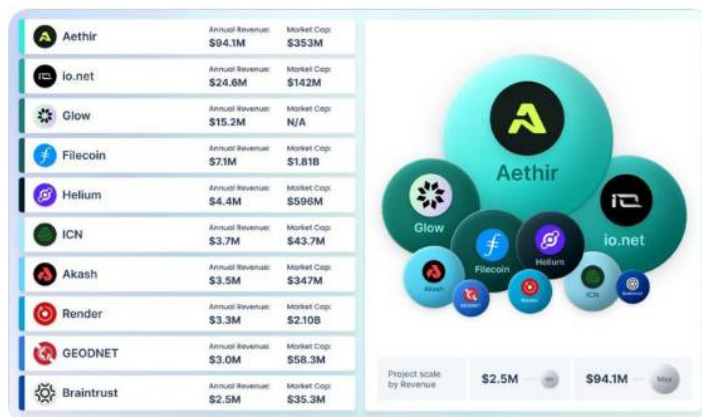 Aethir
Annual Revenue: Market Cap:
$94.1M $353M
io.net
Annual Revenue: Market Cap:
$24.6M $142M
Glow
Annual Revenue: Market Cap:
$15.2M N/A
Filecoin
Annual Revenue: Market Cap:
$7.1M $1.81B
Helium
Annual Revenue: Market Cap:
$4.4M $596M
ICN
Annual Revenue: Market Cap:
$3.7M $43.7M
Akash
Annual Revenue: Market Cap:
$3.5M $347M
Render
Annual Revenue: Market Cap:
$3.3M $2.10B
GEODNET
Annual Revenue: Market Cap:
$3.0M $58.3M
Braintrust
Annual Revenue: Market Cap:
$2.5M $35.3M
Aethir
Glow
io.net
Filecoin
Helium
Akash
GEODNET
Render
ICN
Braintrust
Project scale
by Revenue
$2.5M Min
$94.1M Max